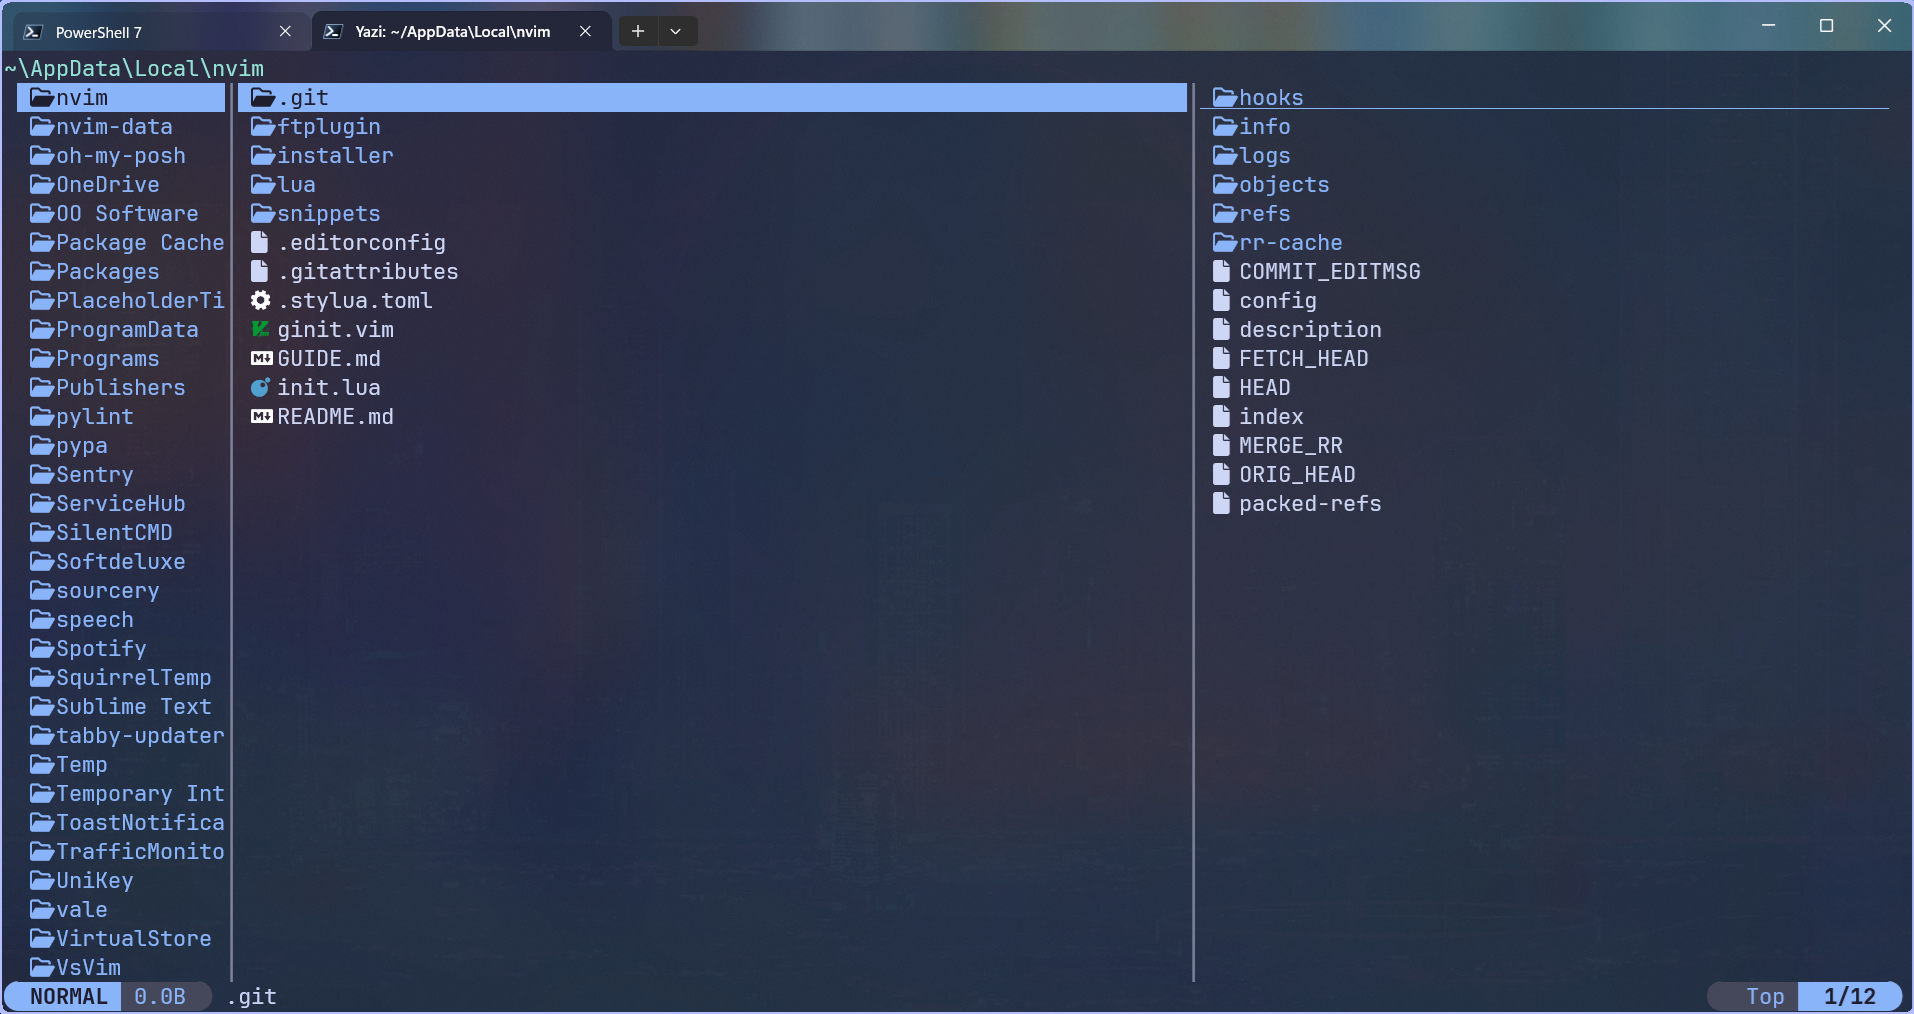 PowerShell 7
Yazi: ~/AppData\Local\nvim
~\AppData\Local\nvim
nvim
nvim-data
oh-my-posh
OneDrive
OO Software
Package Cache
Packages
PlaceholderTi
ProgramData
Programs
Publishers
pylint
pypa
Sentry
ServiceHub
SilentCMD
Softdeluxe
sourcery
speech
Spotify
SquirrelTemp
Sublime Text
tabby-updater
Temp
Temporary Int
ToastNotifica
TrafficMonito
UniKey
vale
VirtualStore
VsVim
.git
ftplugin
installer
lua
snippets
.editorconfig
.gitattributes
.stylua.toml
ginit.vim
GUIDE.md
init.lua
README.md
hooks
info
logs
objects
refs
rr-cache
COMMIT_EDITMSG
config
description
FETCH_HEAD
HEAD
index
MERGE_RR
ORIG_HEAD
packed-refs
NORMAL 0.0B .git Top 1/12